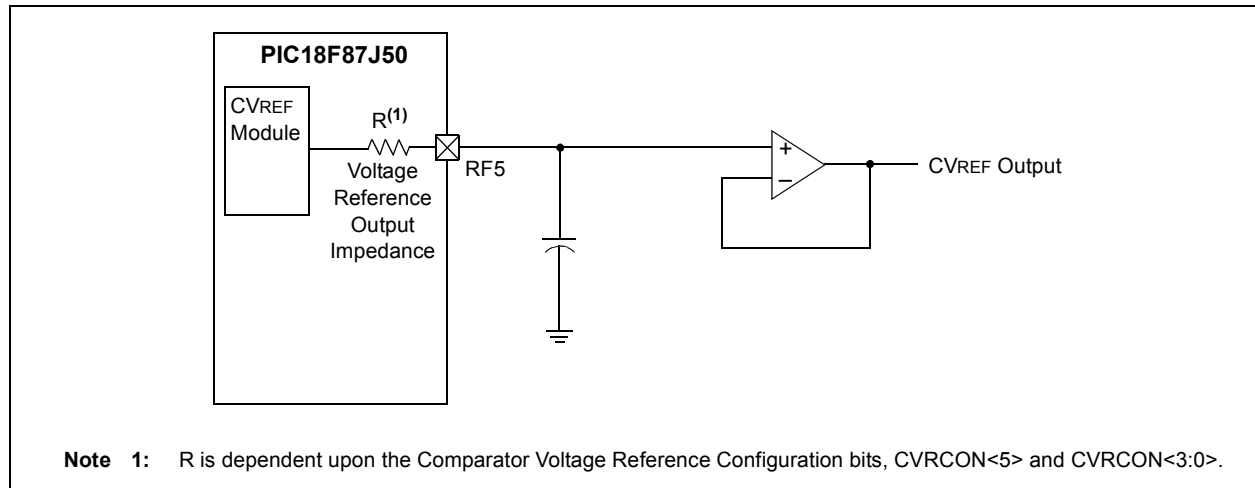 PIC18F87J50
CVREF
Module
R(1)
Voltage
Reference
Output
Impedance
RF5
+
–
CVREF Output
Note 1: R is dependent upon the Comparator Voltage Reference Configuration bits, CVRCON<5> and CVRCON<3:0>.